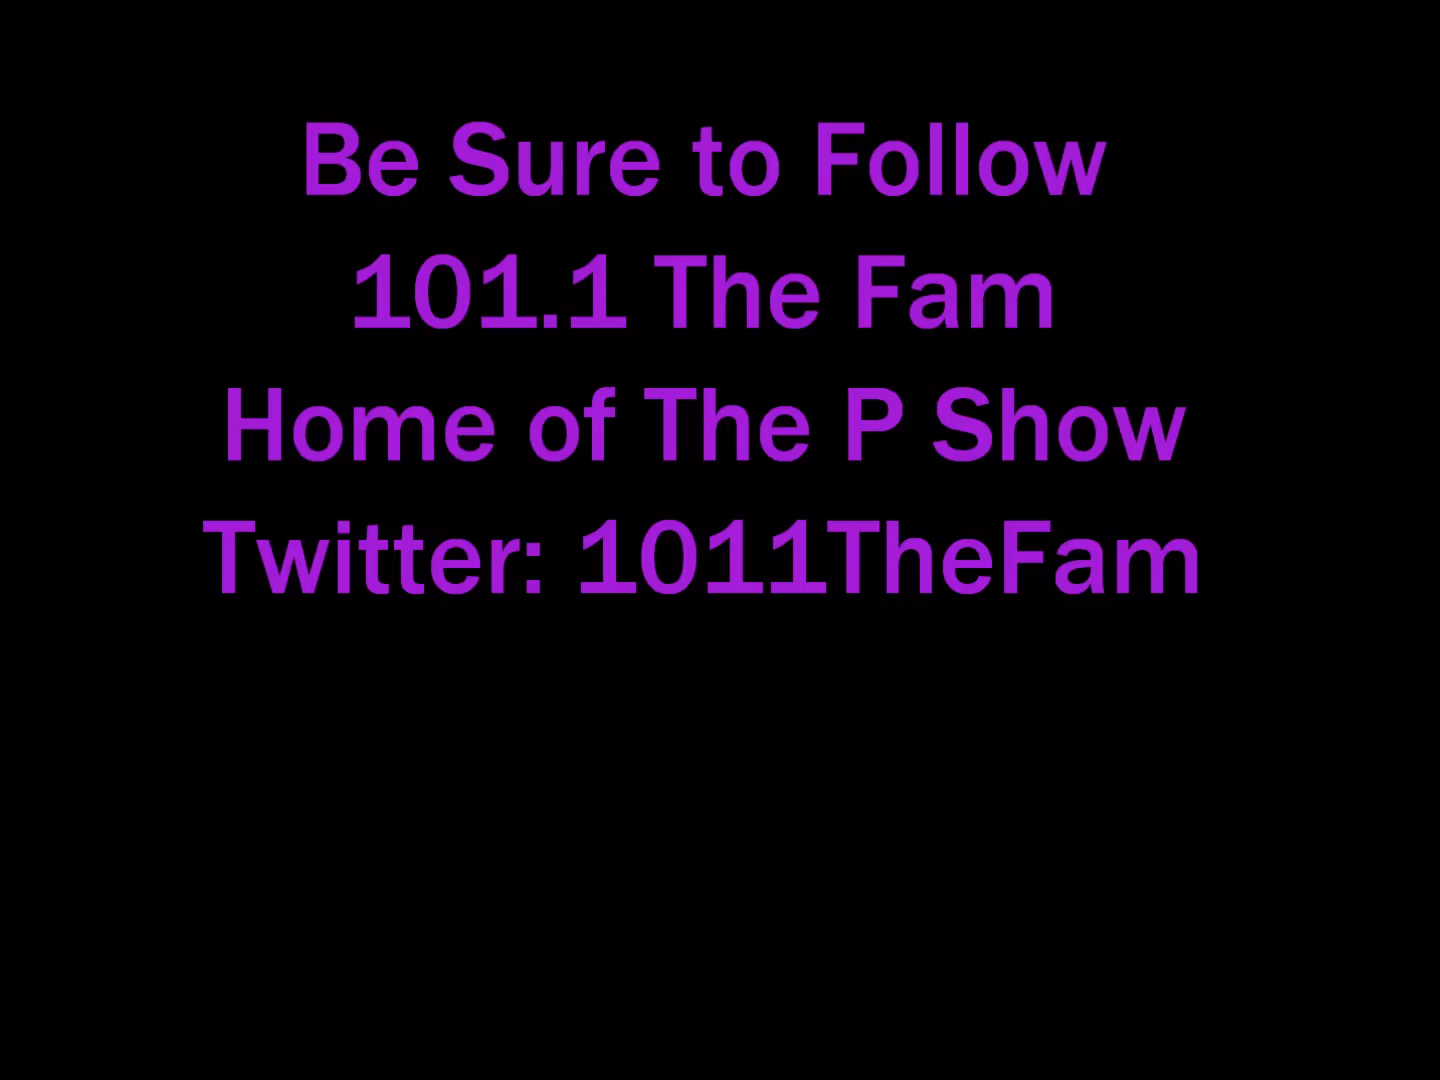 Be Sure to Follow
101.1 The Fam
Home of The P Show
Twitter: 1011TheFam